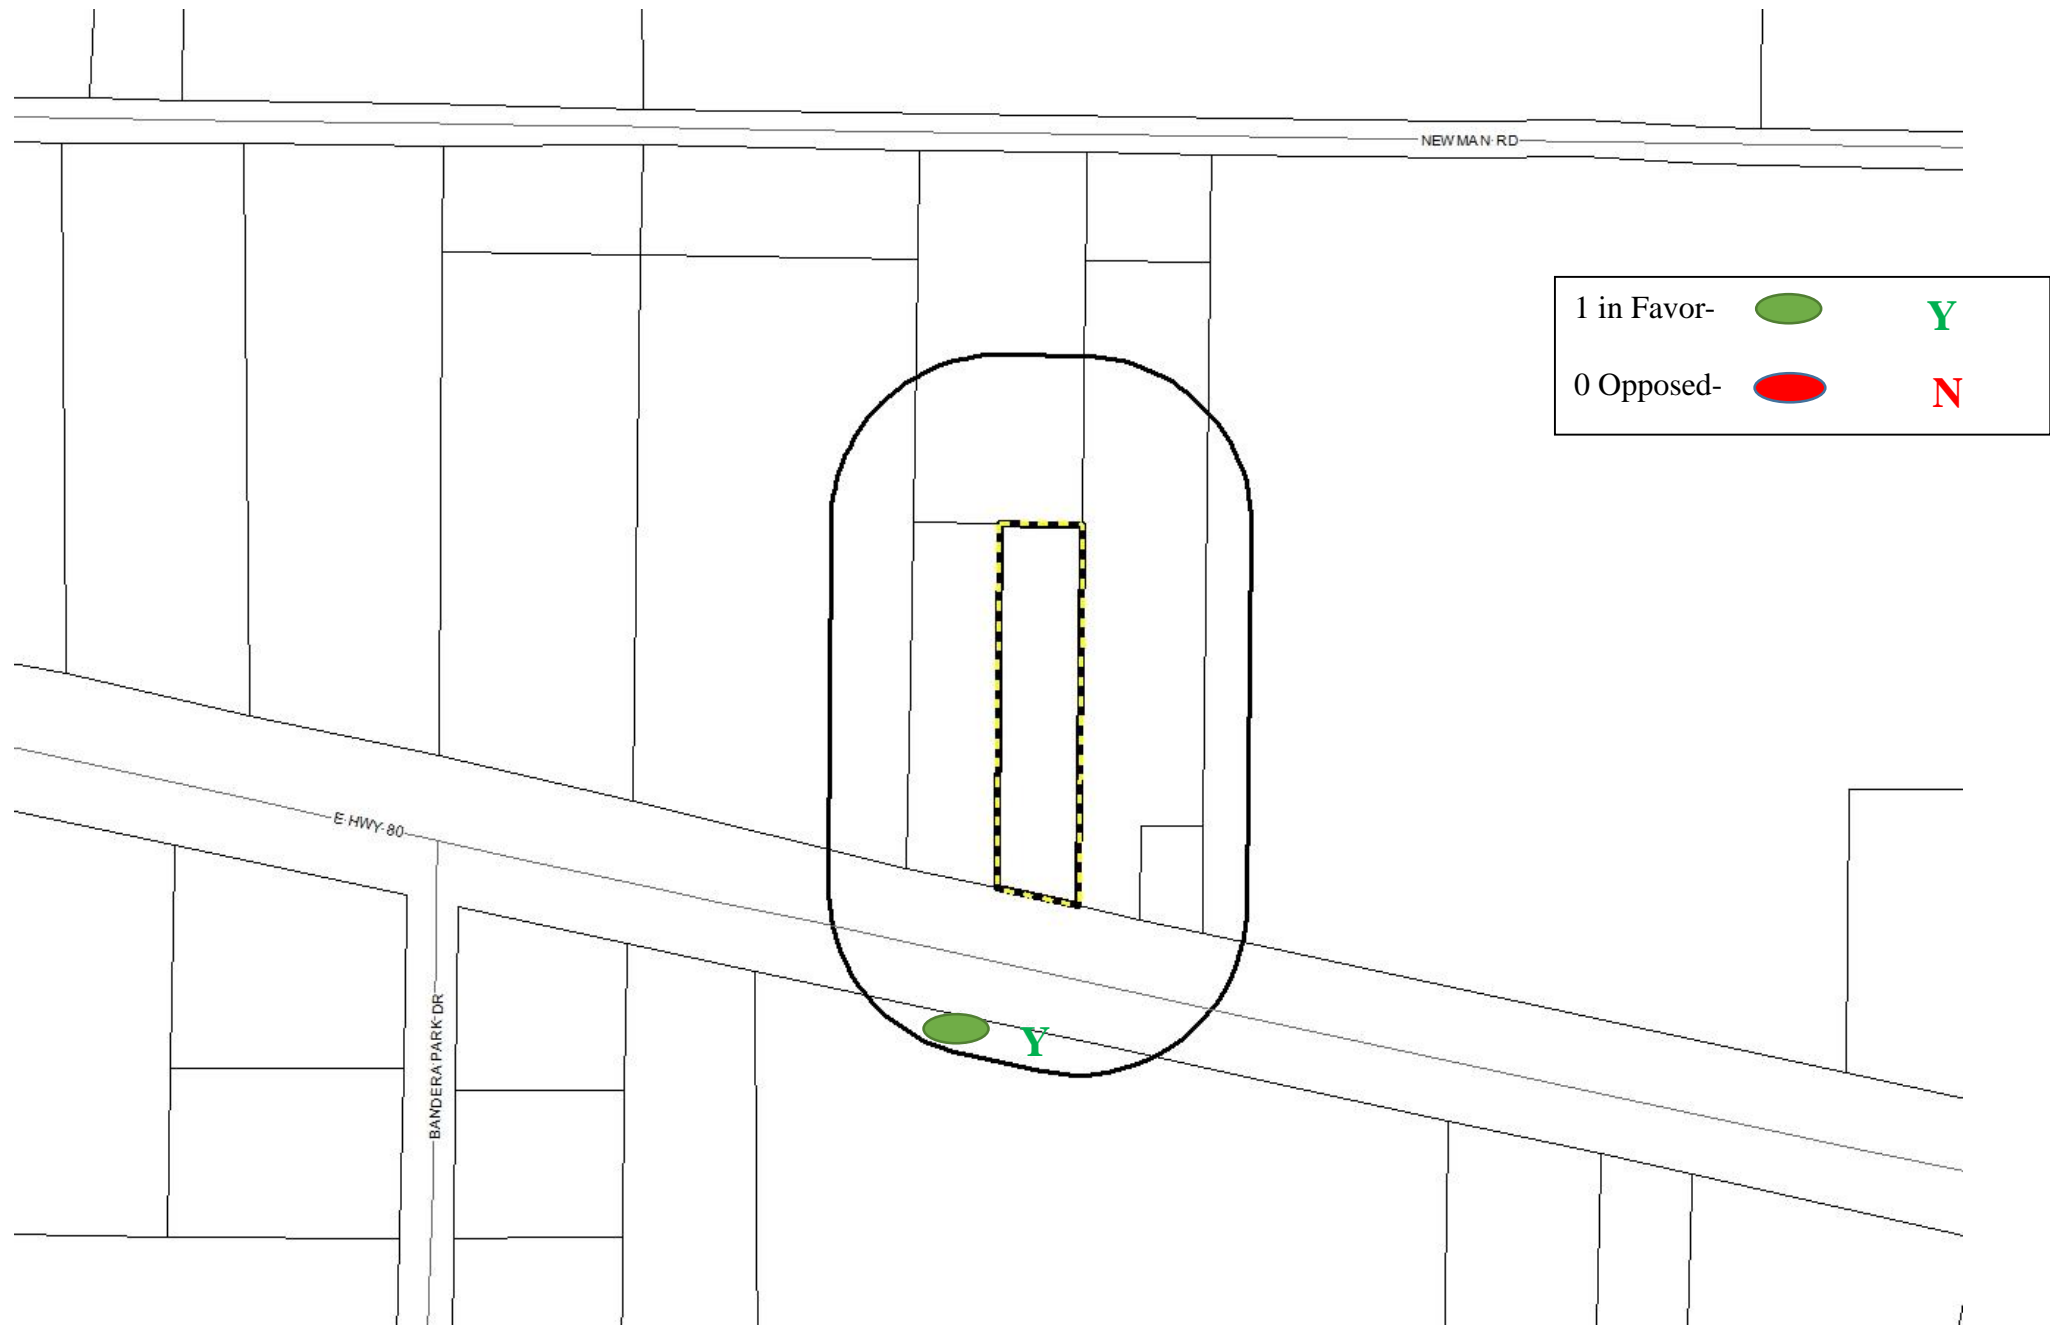 NEWMAN RD
1 in Favor- Y
0 Opposed- N
E HWY 80
BANDERA PARK DR
Y